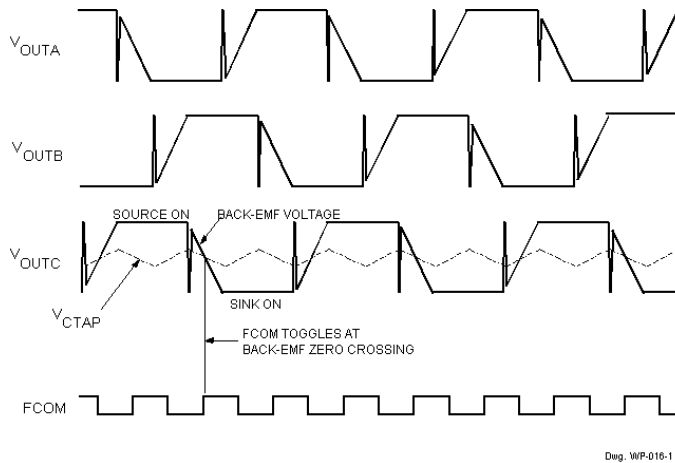 VOUTA
VOUTB
SOURCE ON
BACK-EMF VOLTAGE
VOUTC
SINK ON
VCTAP
FCOM TOGGLES AT
BACK-EMF ZERO CROSSING
FCOM
Dwg. WP-016-1